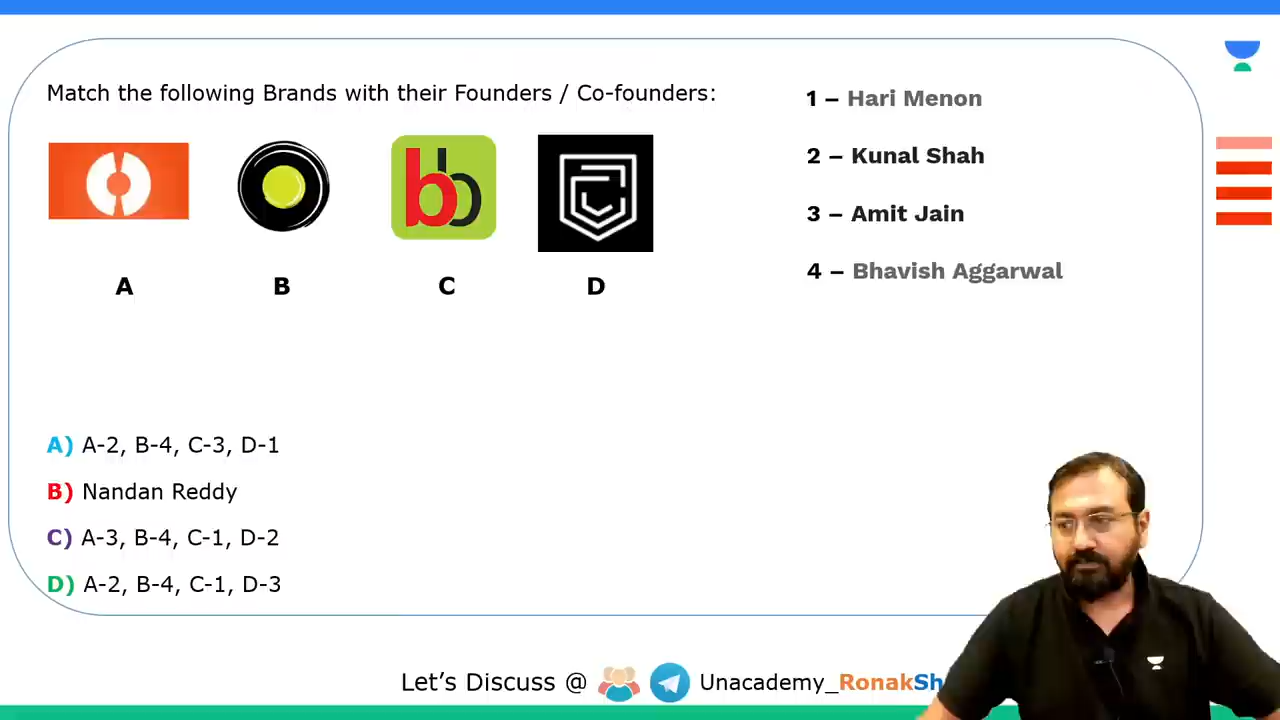 Match the following Brands with their Founders / Co-founders:
1 – Hari Menon
2 – Kunal Shah
3 – Amit Jain
4 – Bhavish Aggarwal
bb
A
B
C
D
A) A-2, B-4, C-3, D-1
B) Nandan Reddy
C) A-3, B-4, C-1, D-2
D) A-2, B-4, C-1, D-3
Let’s Discuss @ Unacademy_RonakSh